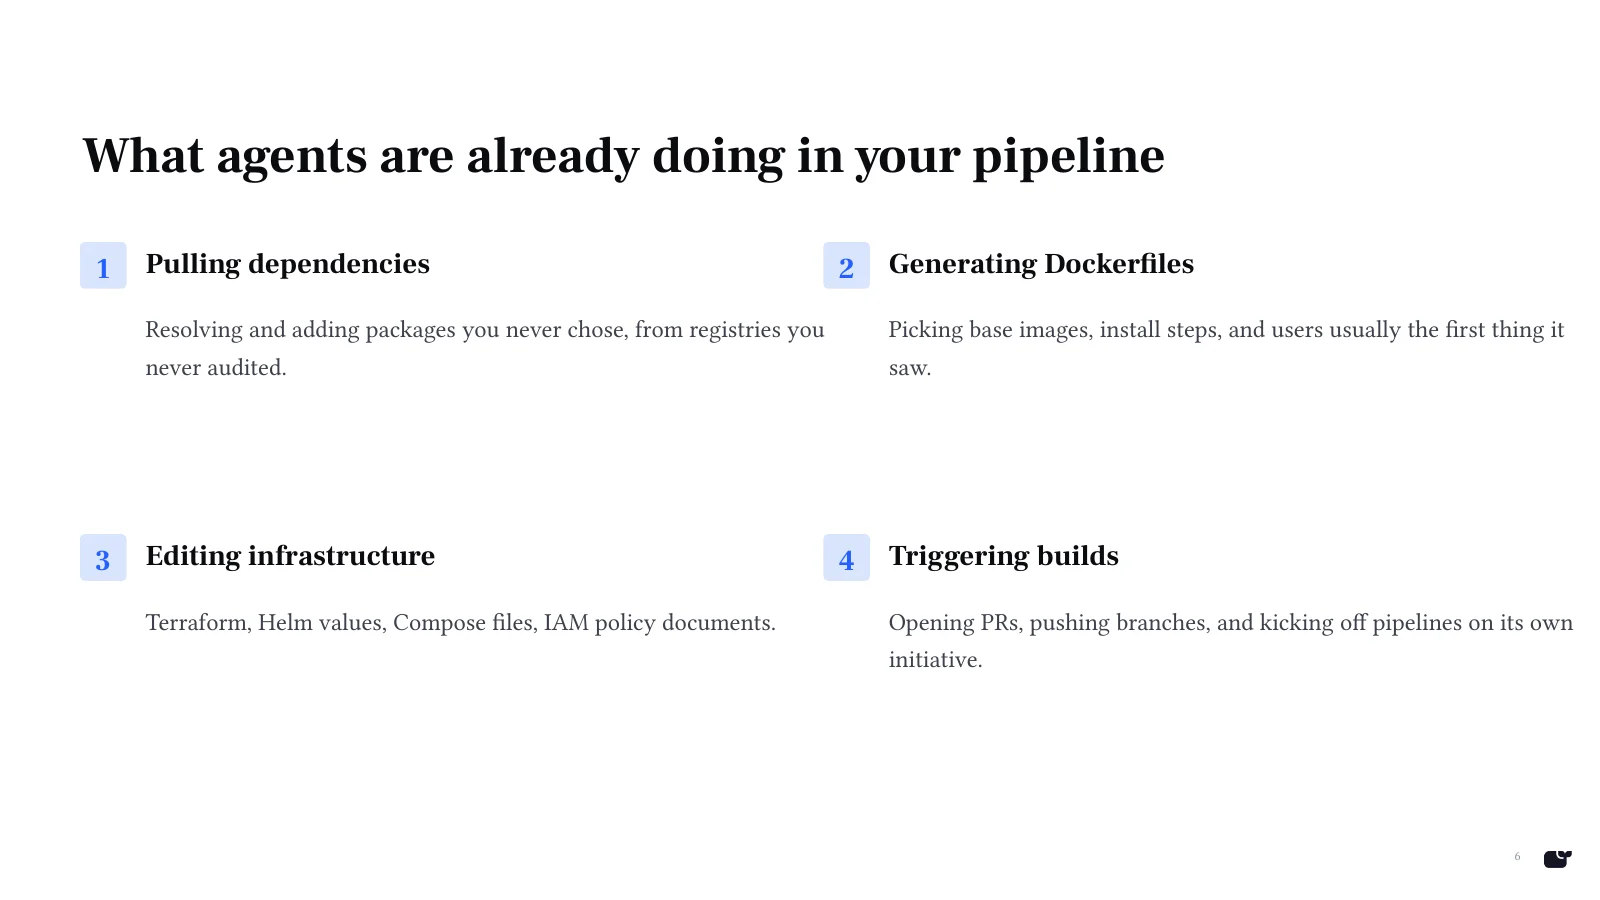 What agents are already doing in your pipeline
1 Pulling dependencies
Resolving and adding packages you never chose, from registries you
never audited.
2 Generating Dockerfiles
Picking base images, install steps, and users usually the first thing it
saw.
3 Editing infrastructure
Terraform, Helm values, Compose files, IAM policy documents.
4 Triggering builds
Opening PRs, pushing branches, and kicking off pipelines on its own
initiative.
6